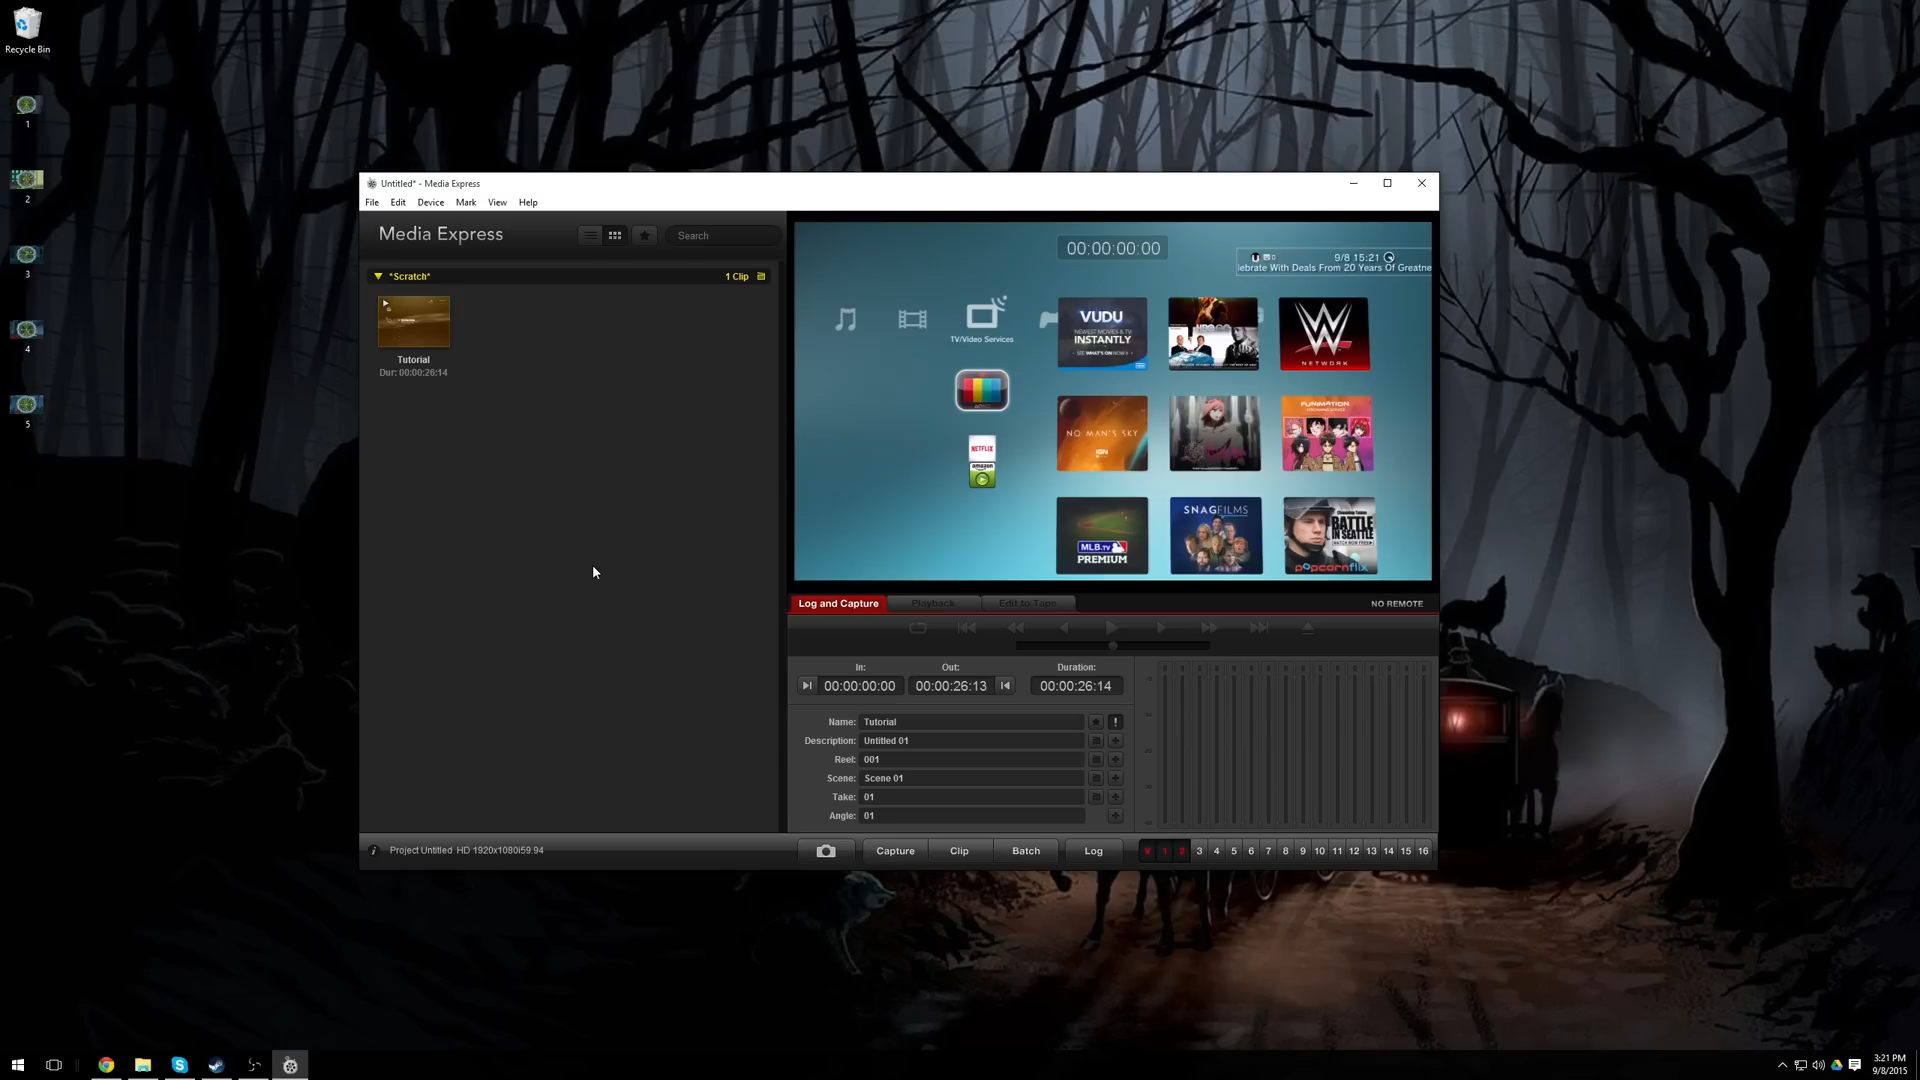 Recycle Bin
1
2
3
4
5
Untitled* - Media Express
File Edit Device Mark View Help
Media Express
Search
*Scratch*
1 Clip
Tutorial
Dur: 00:00:26:14
00:00:00:00
9/8 15:21
lebrate With Deals From 20 Years Of Greatne
TV/Video Services
VUDU
NEWEST MOVIES & TV
INSTANTLY
NETWORK
NO MAN'S SKY
IGN
FUNIMATION
NETFLIX
amazon
MLB.TV
PREMIUM
SNAGFILMS
BATTLE
IN SEATTLE
popcornflix
Log and Capture
Playback
Edit to Tape
NO REMOTE
In:
Out:
Duration:
00:00:00:00
00:00:26:13
00:00:26:14
Name: Tutorial
Description: Untitled 01
Reel: 001
Scene: Scene 01
Take: 01
Angle: 01
Project Untitled HD 1920x1080i59.94
Capture
Clip
Batch
Log
V 1 2 3 4 5 6 7 8 9 10 11 12 13 14 15 16
3:21 PM
9/8/2015